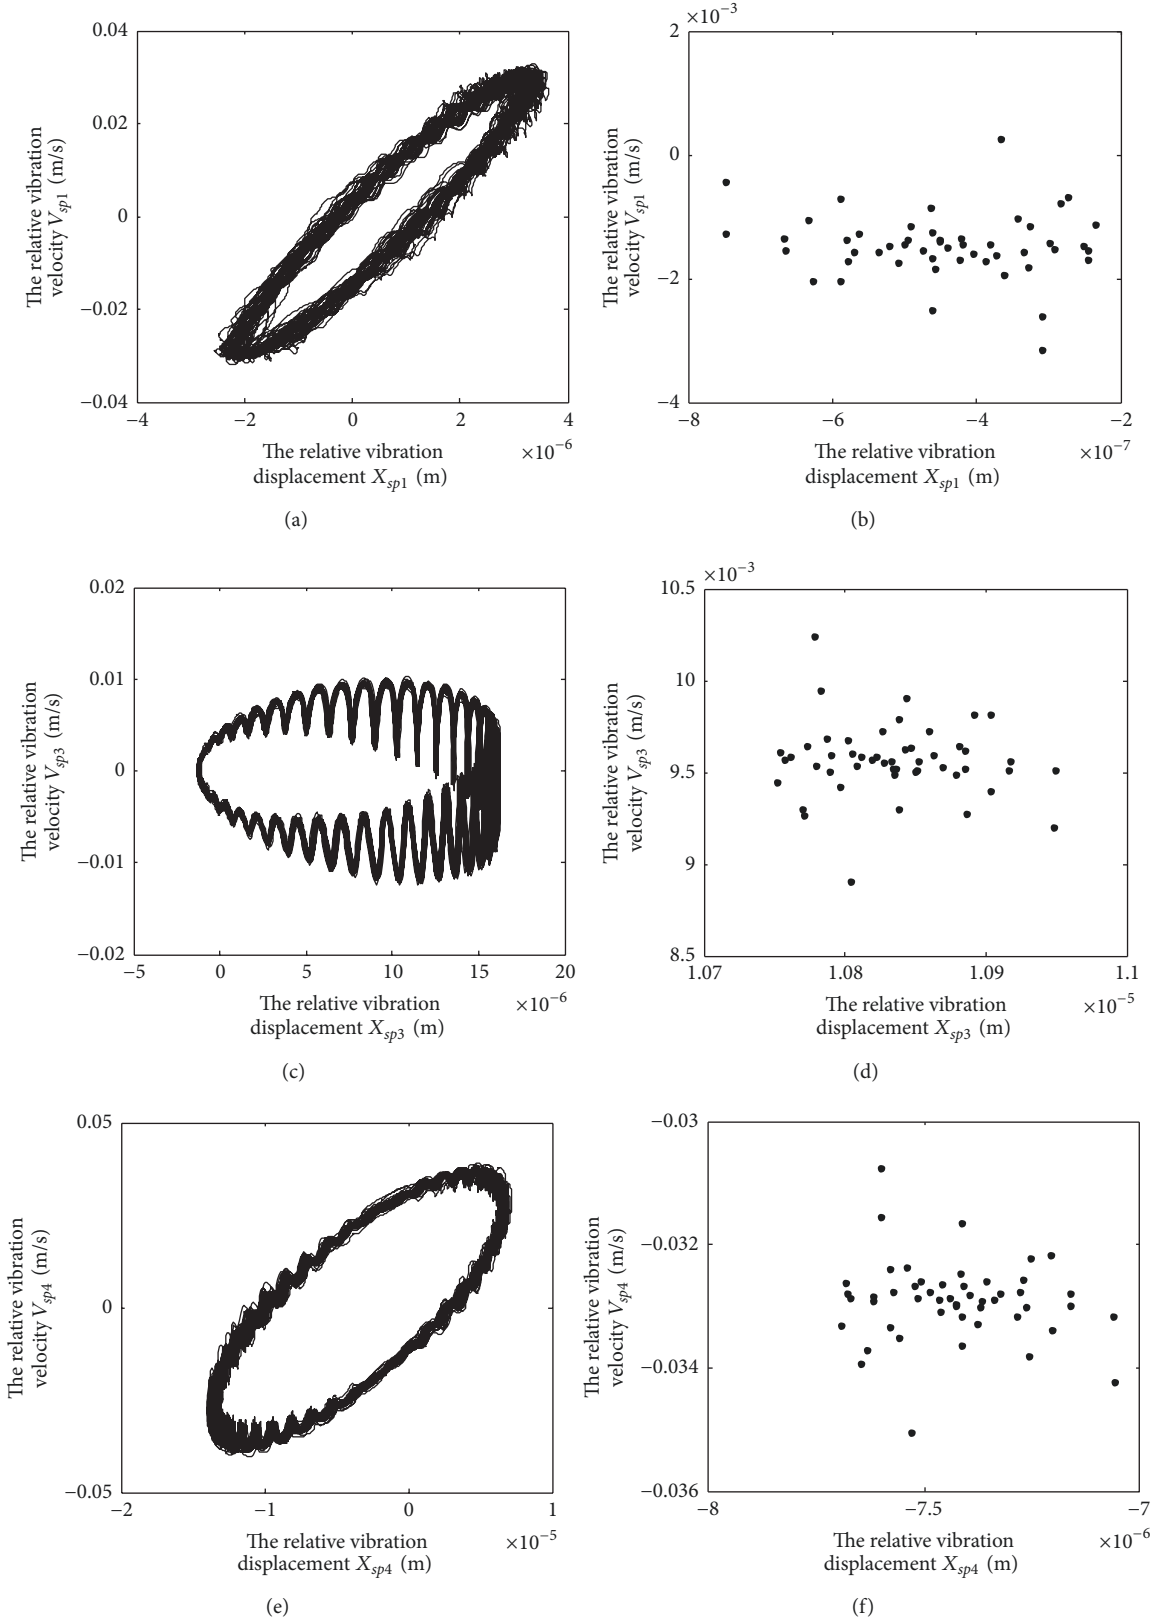 The relative vibration
velocity V_sp1 (m/s)
0.04
0.02
0
−0.02
−0.04
−4
−2
0
2
4
×10⁻⁶
The relative vibration
displacement X_sp1 (m)
(a)
The relative vibration
velocity V_sp1 (m/s)
×10⁻³
2
0
−2
−4
−8
−6
−4
−2
×10⁻⁷
The relative vibration
displacement X_sp1 (m)
(b)
The relative vibration
velocity V_sp3 (m/s)
0.02
0.01
0
−0.01
−0.02
−5
0
5
10
15
20
×10⁻⁶
The relative vibration
displacement X_sp3 (m)
(c)
The relative vibration
velocity V_sp3 (m/s)
×10⁻³
10.5
10
9.5
9
8.5
1.07
1.08
1.09
1.1
×10⁻⁵
The relative vibration
displacement X_sp3 (m)
(d)
The relative vibration
velocity V_sp4 (m/s)
0.05
0
−0.05
−2
−1
0
1
×10⁻⁵
The relative vibration
displacement X_sp4 (m)
(e)
The relative vibration
velocity V_sp4 (m/s)
−0.03
−0.032
−0.034
−0.036
−8
−7.5
−7
×10⁻⁶
The relative vibration
displacement X_sp4 (m)
(f)